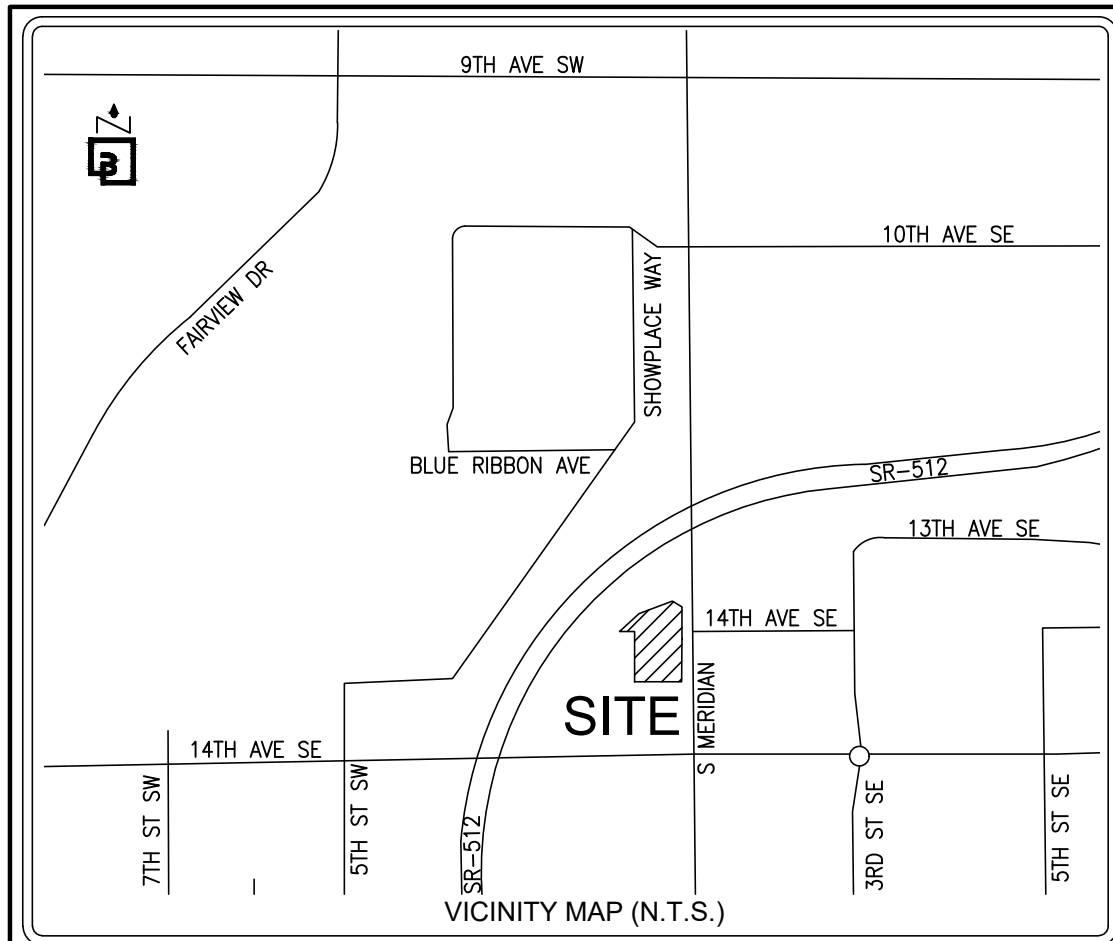 9TH AVE SW
Z
B
10TH AVE SE
FAIRVIEW DR
SHOWPLACE WAY
BLUE RIBBON AVE
SR-512
13TH AVE SE
14TH AVE SE
SITE
S MERIDIAN
14TH AVE SE
7TH ST SW
5TH ST SW
SR-512
3RD ST SE
5TH ST SE
VICINITY MAP (N.T.S.)